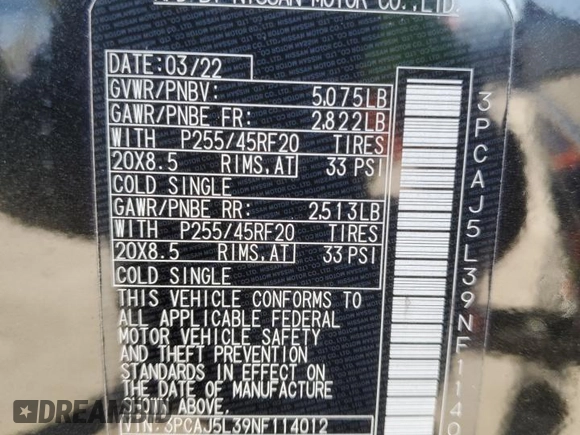 MFD BY NISSAN MOTOR CO.,LTD.
DATE:03/22
GVWR/PNBV: 5,075LB
GAWR/PNBE FR: 2,822LB
WITH P255/45RF20 TIRES
20X8.5 RIMS,AT 33 PSI
COLD SINGLE
GAWR/PNBE RR: 2,513LB
WITH P255/45RF20 TIRES
20X8.5 RIMS,AT 33 PSI
COLD SINGLE
THIS VEHICLE CONFORMS TO
ALL APPLICABLE FEDERAL
MOTOR VEHICLE SAFETY
AND THEFT PREVENTION
STANDARDS IN EFFECT ON
THE DATE OF MANUFACTURE
SHOWN ABOVE.
VIN: 3PCAJ5L39NF114012
3PCAJ5L39NF1140
DREAMBID